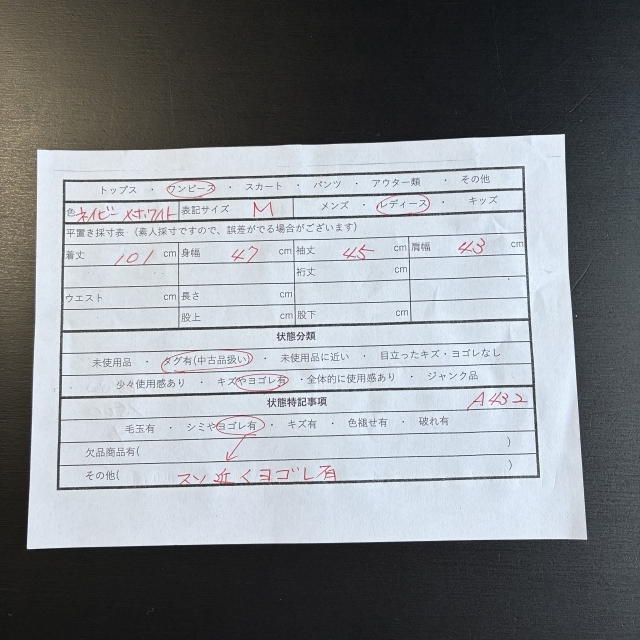 トップス ・ ワンピース ・ スカート ・ パンツ ・ アウター類 ・ その他
色 ネイビー×ホワイト 表記サイズ M メンズ ・ レディース ・ キッズ
平置き採寸表（素人採寸ですので、誤差がでる場合がございます）
着丈 101 cm 身幅 47 cm 袖丈 45 cm 肩幅 43 cm
裄丈 cm
ウエスト cm 長さ cm
股上 cm 股下 cm
状態分類
未使用品 ・ タグ有(中古品扱い) ・ 未使用品に近い ・ 目立ったキズ・ヨゴレなし
少々使用感あり ・ キズやヨゴレ有 ・全体的に使用感あり ・ ジャンク品
状態特記事項 A432
毛玉有 ・ シミやヨゴレ有 ・ キズ有 ・ 色褪せ有 ・ 破れ有
欠品商品有( )
その他( スソ近くヨゴレ有 )